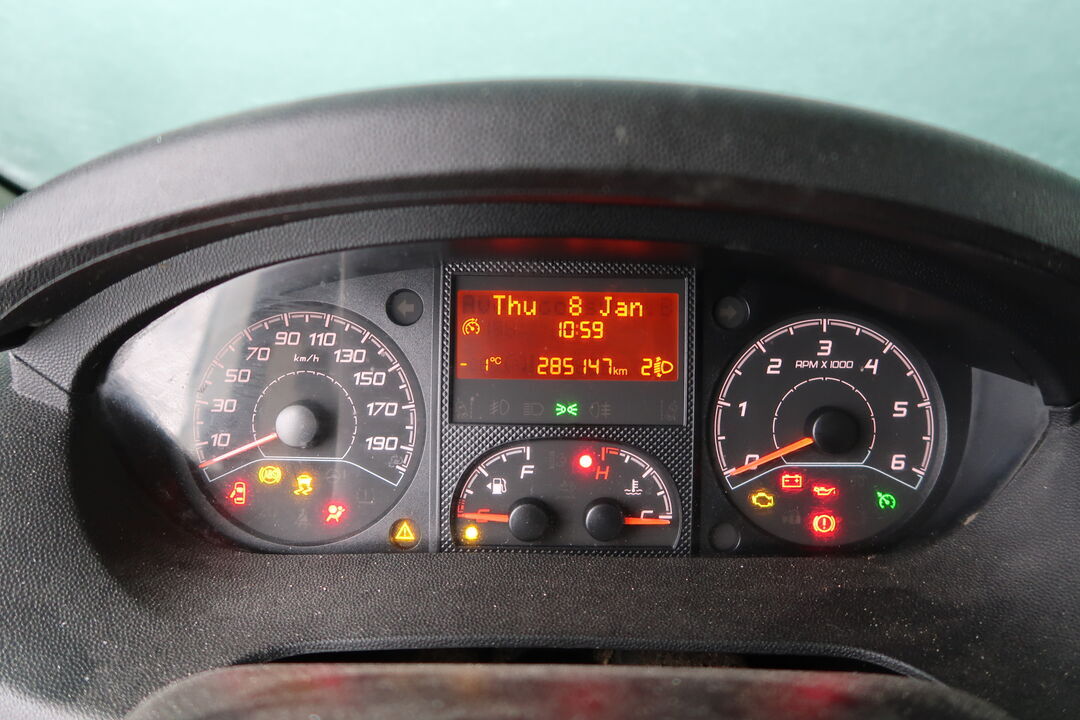 Thu 8 Jan
10:59
- 1°C 285147km 2
10 30 50 70 90 110 130 150 170 190
km/h
ABS
F
H
C
0 1 2 3 4 5 6
RPM X 1000